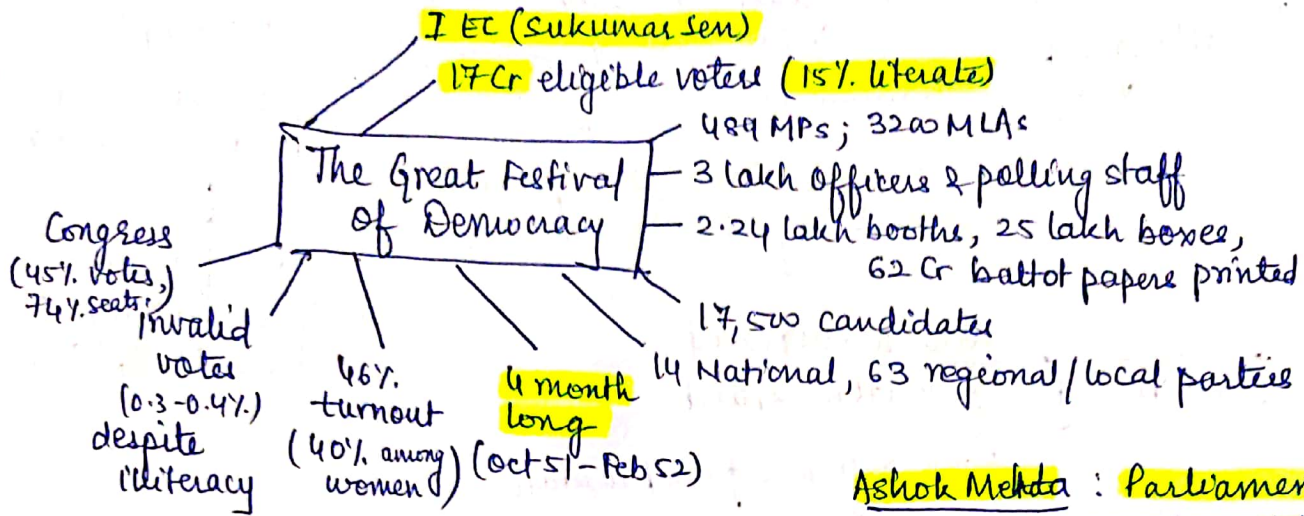 I EC (Sukumar Sen)
17 Cr eligible voters (15% literate)
489 MPs; 3200 MLAs
The Great Festival
of Democracy
3 lakh officers & polling staff
2.24 lakh booths, 25 lakh boxes,
62 Cr ballot papers printed
17,500 candidates
14 National, 63 regional / local parties
4 month
long
(Oct 51 - Feb 52)
46%
turnout
(40% among
women)
Invalid
votes
(0.3 - 0.4%)
despite
illiteracy
Congress
(45% votes,
74% seats)
Ashok Mehta : Parliamen